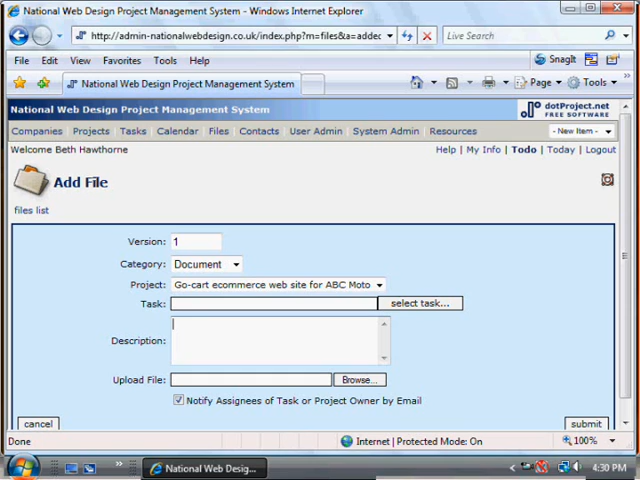 National Web Design Project Management System - Windows Internet Explorer
http://admin-nationalwebdesign.co.uk/index.php?m=files&a=addec
Live Search
File Edit View Favorites Tools Help
SnagIt
National Web Design Project Management System
Page
Tools
National Web Design Project Management System
dotProject.net
FREE SOFTWARE
Companies Projects Tasks Calendar Files Contacts User Admin System Admin Resources
- New Item -
Welcome Beth Hawthorne
Help | My Info | Todo | Today | Logout
Add File
files list
Version: 1
Category: Document
Project: Go-cart ecommerce web site for ABC Moto
Task: select task...
Description:
Upload File: Browse...
Notify Assignees of Task or Project Owner by Email
cancel submit
Done
Internet | Protected Mode: On
100%
National Web Desig...
4:30 PM